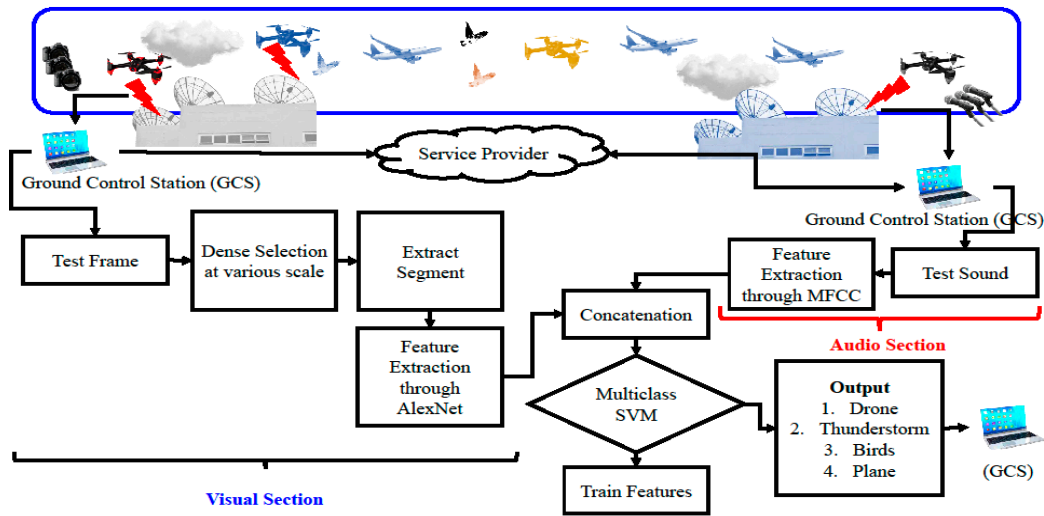 Service Provider
Ground Control Station (GCS)
Ground Control Station (GCS)
Test Frame
Dense Selection
at various scale
Extract
Segment
Feature
Extraction
through MFCC
Test Sound
Concatenation
Audio Section
Feature
Extraction
through
AlexNet
Multiclass
SVM
Output
1. Drone
2. Thunderstorm
3. Birds
4. Plane
(GCS)
Visual Section
Train Features